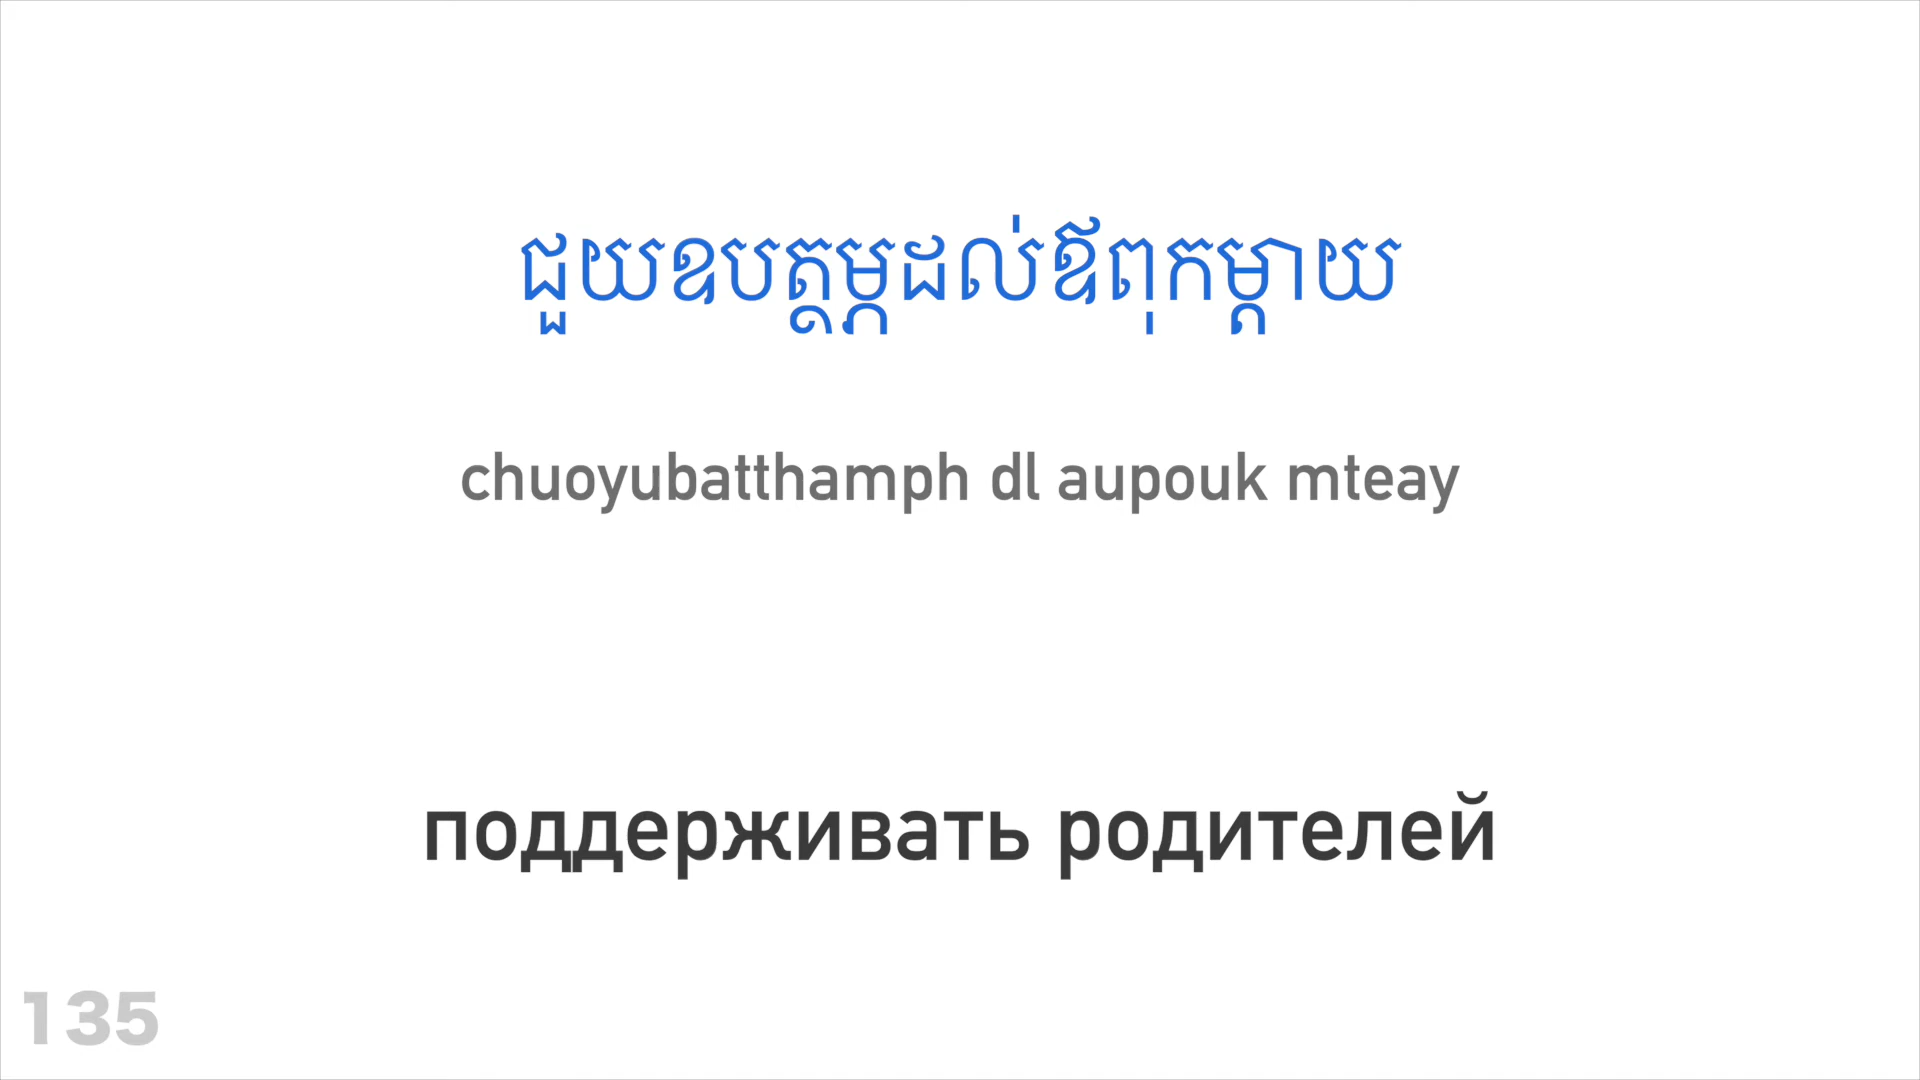 ជួយឧបត្ថម្ភដល់ឪពុកម្តាយ
chuoyubatthamph dl aupouk mteay
поддерживать родителей
135